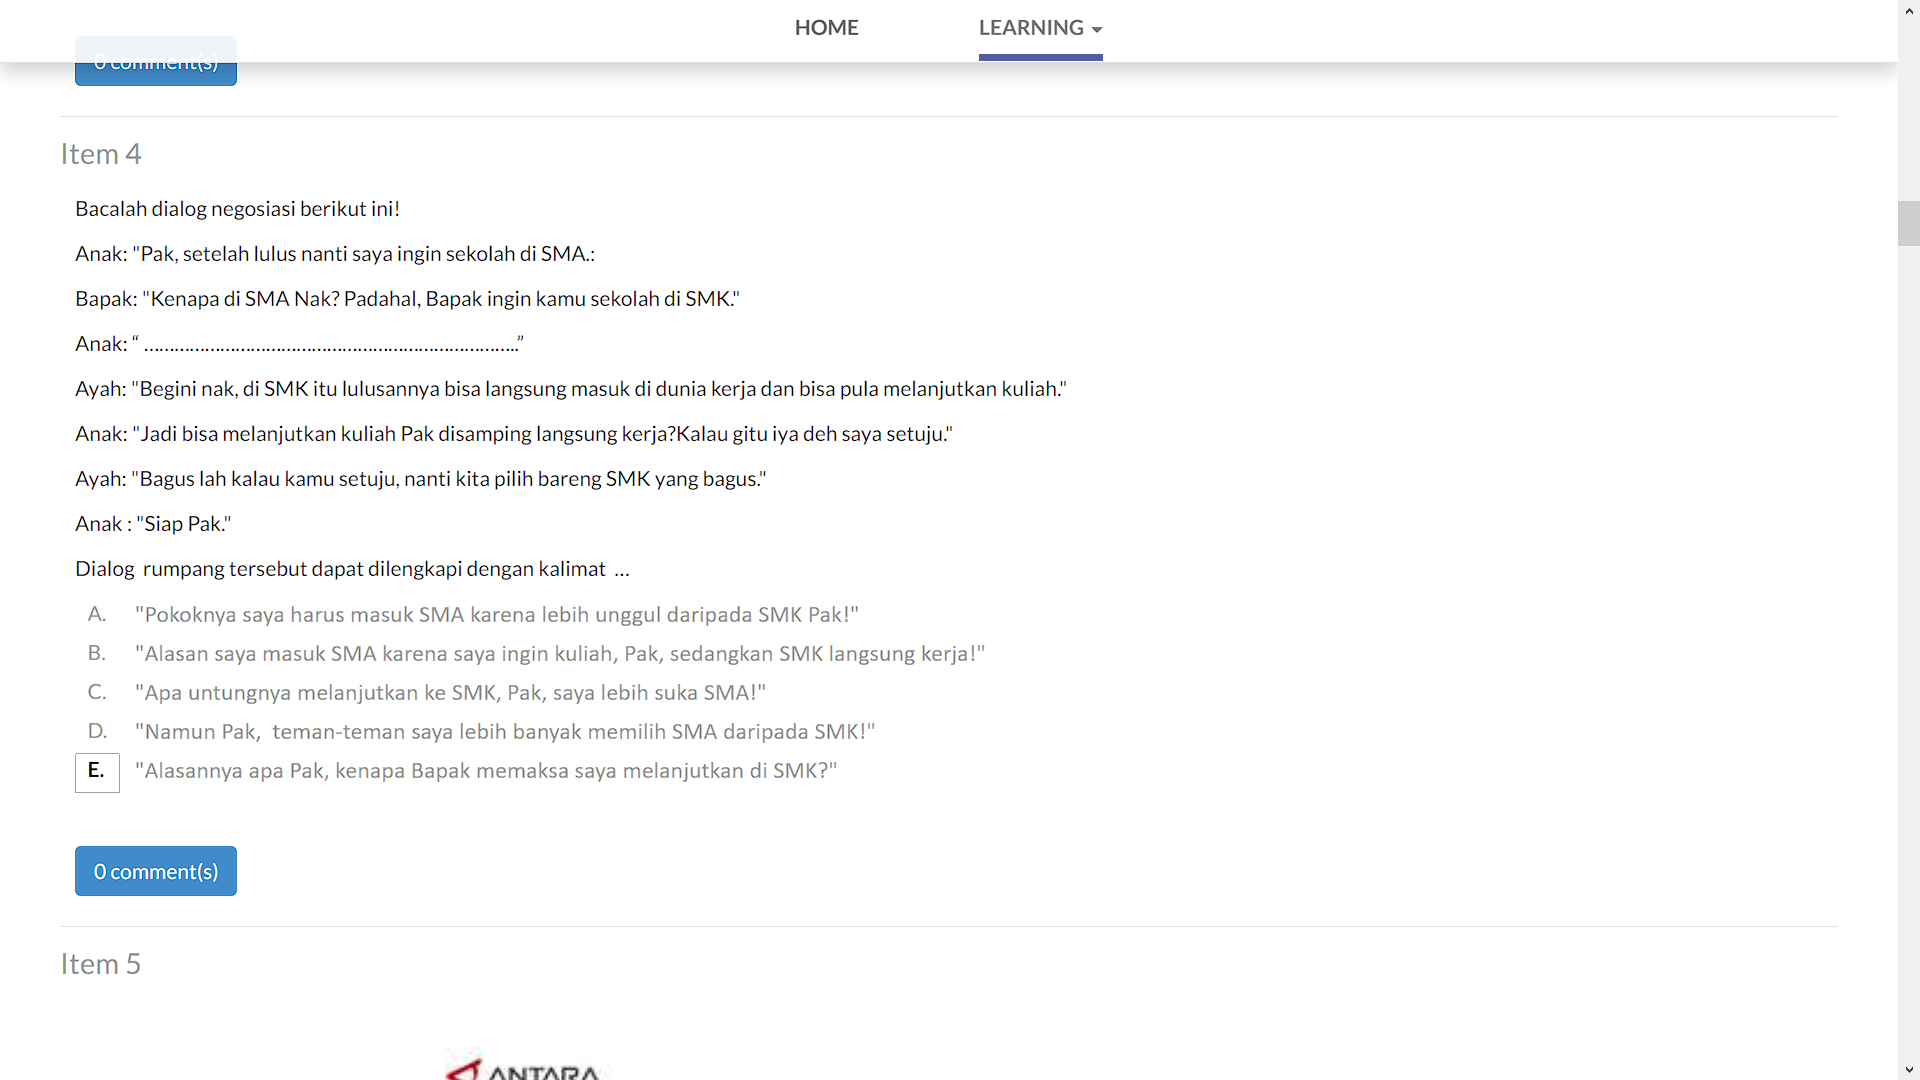 HOME
LEARNING
0 comment(s)
Item 4
Bacalah dialog negosiasi berikut ini!
Anak: "Pak, setelah lulus nanti saya ingin sekolah di SMA.:
Bapak: "Kenapa di SMA Nak? Padahal, Bapak ingin kamu sekolah di SMK."
Anak: “ ………………………………………………………………..”
Ayah: "Begini nak, di SMK itu lulusannya bisa langsung masuk di dunia kerja dan bisa pula melanjutkan kuliah."
Anak: "Jadi bisa melanjutkan kuliah Pak disamping langsung kerja?Kalau gitu iya deh saya setuju."
Ayah: "Bagus lah kalau kamu setuju, nanti kita pilih bareng SMK yang bagus."
Anak : "Siap Pak."
Dialog  rumpang tersebut dapat dilengkapi dengan kalimat  …
A. "Pokoknya saya harus masuk SMA karena lebih unggul daripada SMK Pak!"
B. "Alasan saya masuk SMA karena saya ingin kuliah, Pak, sedangkan SMK langsung kerja!"
C. "Apa untungnya melanjutkan ke SMK, Pak, saya lebih suka SMA!"
D. "Namun Pak,  teman-teman saya lebih banyak memilih SMA daripada SMK!"
E. "Alasannya apa Pak, kenapa Bapak memaksa saya melanjutkan di SMK?"
0 comment(s)
Item 5
ANTARA